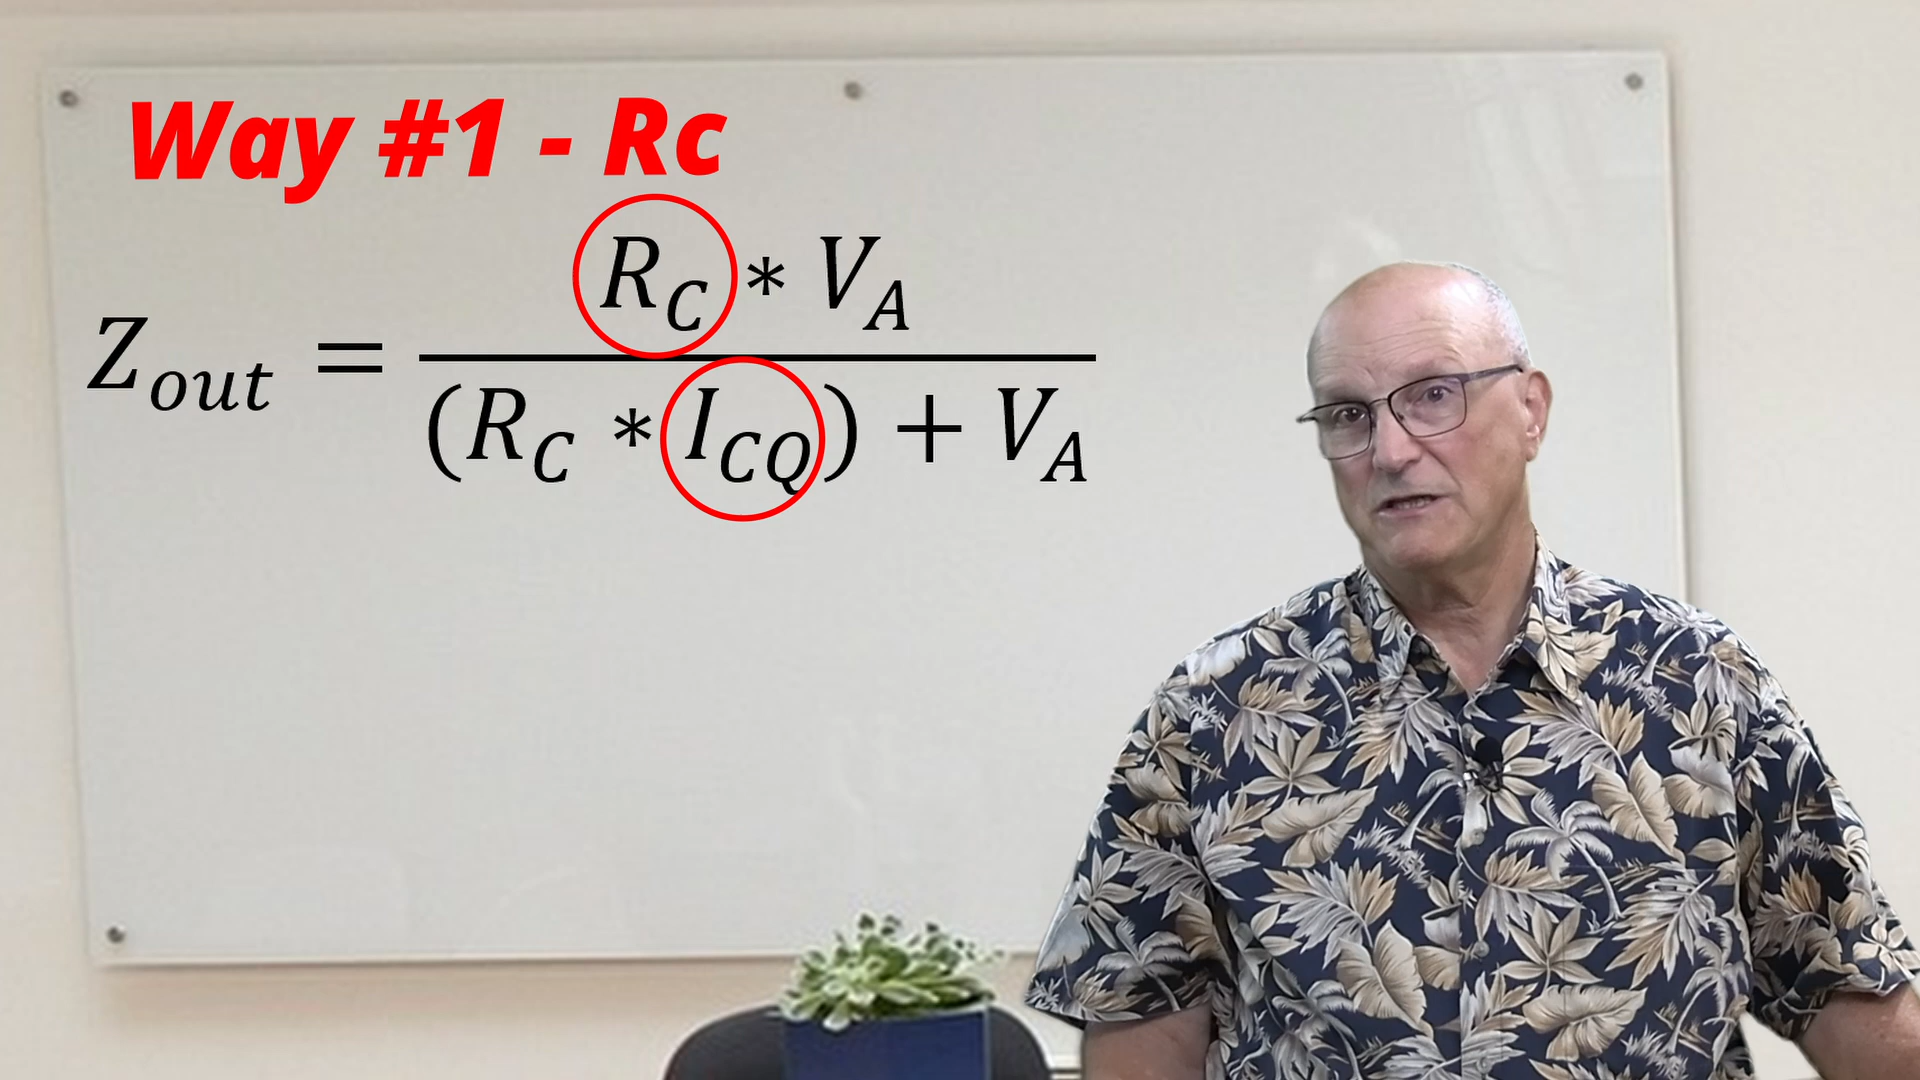 Way #1 - Rc
Z_out = (R_C * V_A) / ((R_C * I_CQ) + V_A)